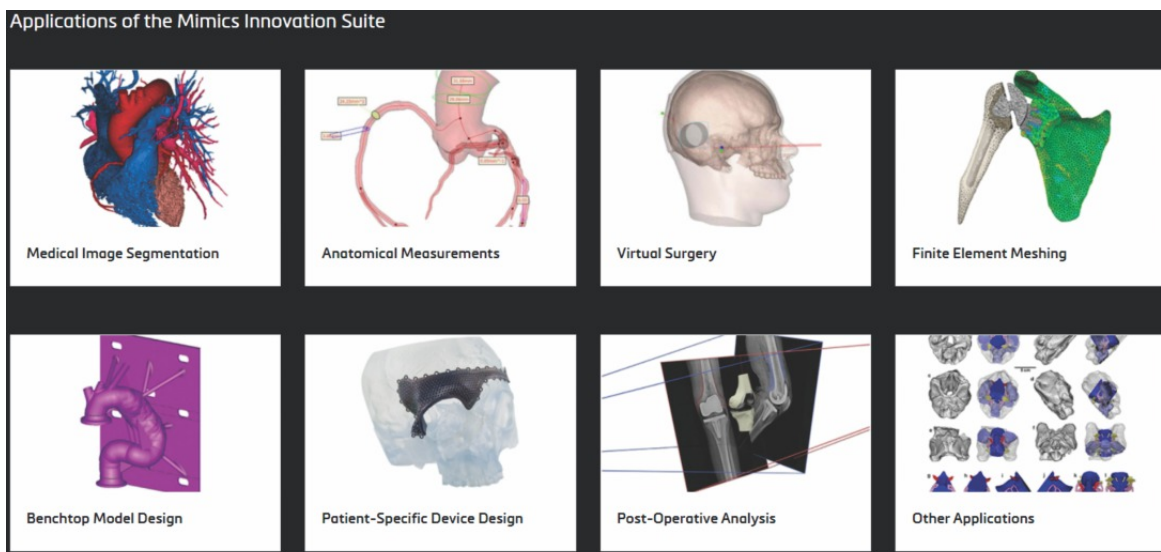 Applications of the Mimics Innovation Suite
Medical Image Segmentation
Anatomical Measurements
Virtual Surgery
Finite Element Meshing
Benchtop Model Design
Patient-Specific Device Design
Post-Operative Analysis
Other Applications